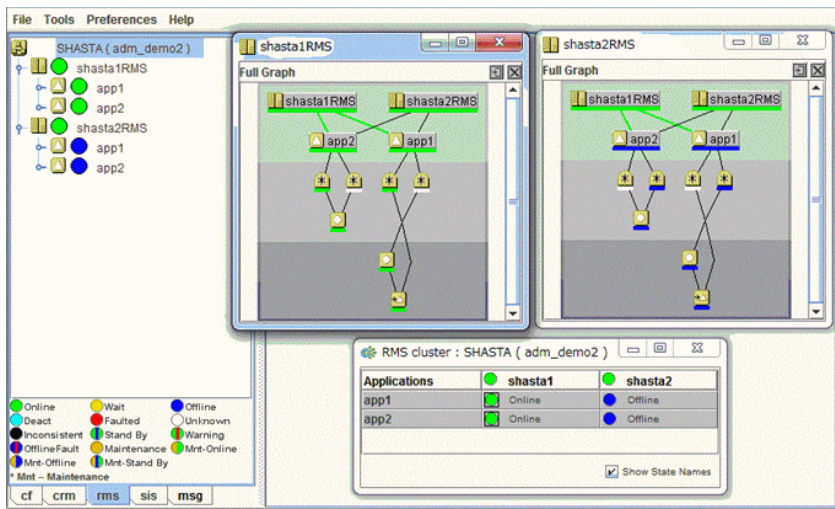 File Tools Preferences Help
SHASTA ( adm_demo2 )
shasta1RMS
app1
app2
shasta2RMS
app1
app2
Online Wait Offline
Deact Faulted Unknown
Inconsistent Stand By Warning
OfflineFault Maintenance Mnt-Online
Mnt-Offline Mnt-Stand By
* Mnt -- Maintenance
cf crm rms sis msg
shasta1RMS
Full Graph
shasta1RMS shasta2RMS
app2 app1
shasta2RMS
Full Graph
shasta1RMS shasta2RMS
app2 app1
RMS cluster : SHASTA ( adm_demo2 )
Applications shasta1 shasta2
app1 Online Offline
app2 Online Offline
Show State Names